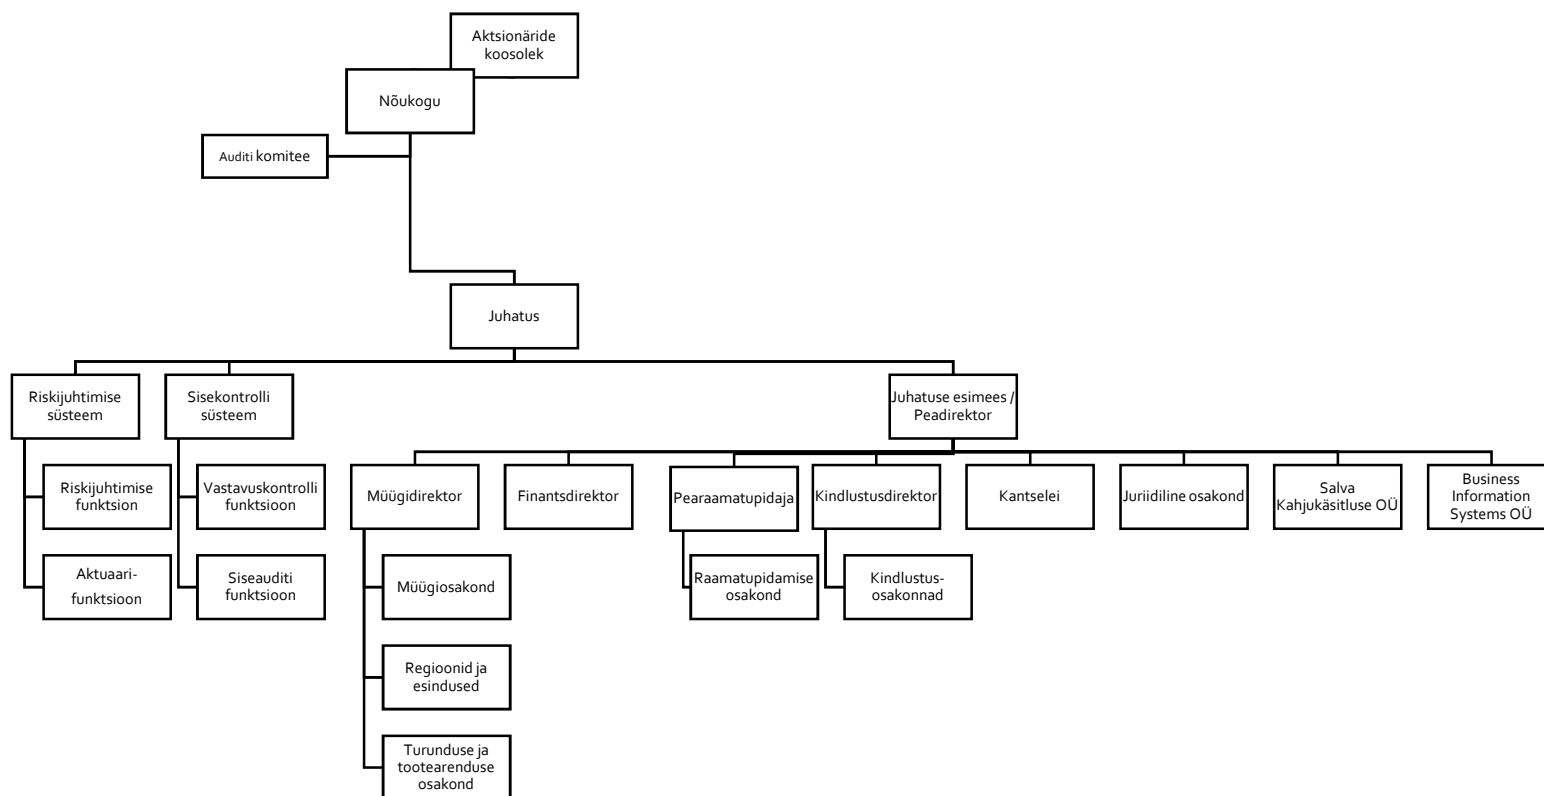 Aktsionäride
koosolek
Nõukogu
Auditi komitee
Juhatus
Riskijuhtimise
süsteem
Sisekontrolli
süsteem
Juhatuse esimees /
Peadirektor
Riskijuhtimise
funktsion
Vastavuskontrolli
funktsioon
Müügidirektor
Finantsdirektor
Pearaamatupidaja
Kindlustusdirektor
Kantselei
Juriidiline osakond
Salva
Kahjukäsitluse OÜ
Business
Information
Systems OÜ
Aktuaari-
funktsioon
Siseauditi
funktsioon
Müügiosakond
Raamatupidamise
osakond
Kindlustus-
osakonnad
Regioonid ja
esindused
Turunduse ja
tootearenduse
osakond